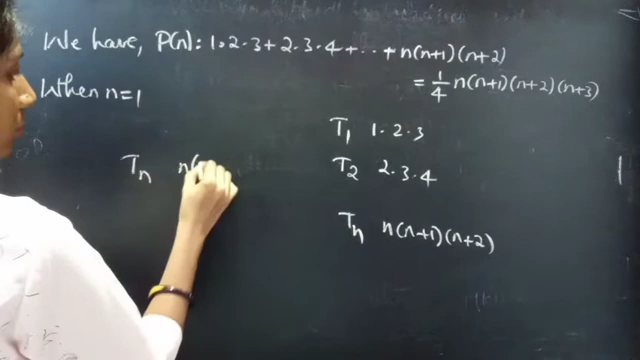 We have, P(n): 1.2.3 + 2.3.4 + .. + n(n+1)(n+2)
= 1/4 n(n+1)(n+2)(n+3)
When n=1
T1 1.2.3
T2 2.3.4
Tn n(
Tn n(n+1)(n+2)